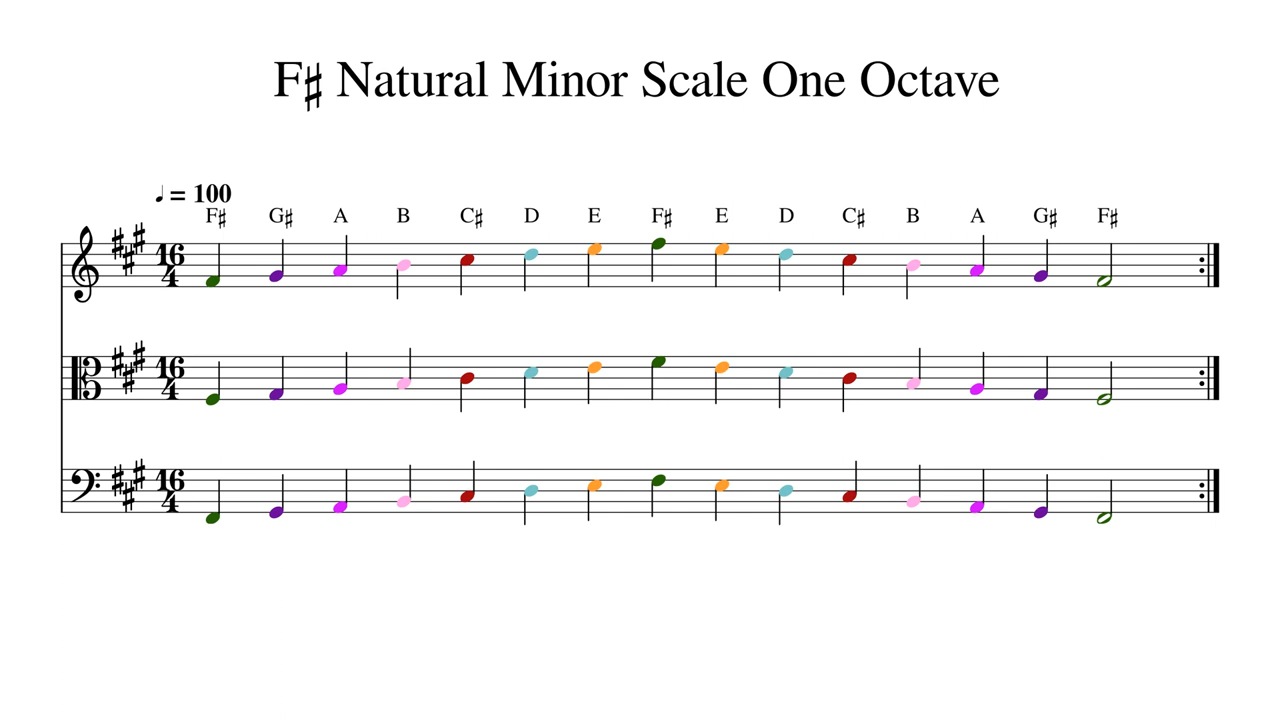 F♯ Natural Minor Scale One Octave
♩ = 100
F♯ G♯ A B C♯ D E F♯ E D C♯ B A G♯ F♯
16
4
16
4
16
4